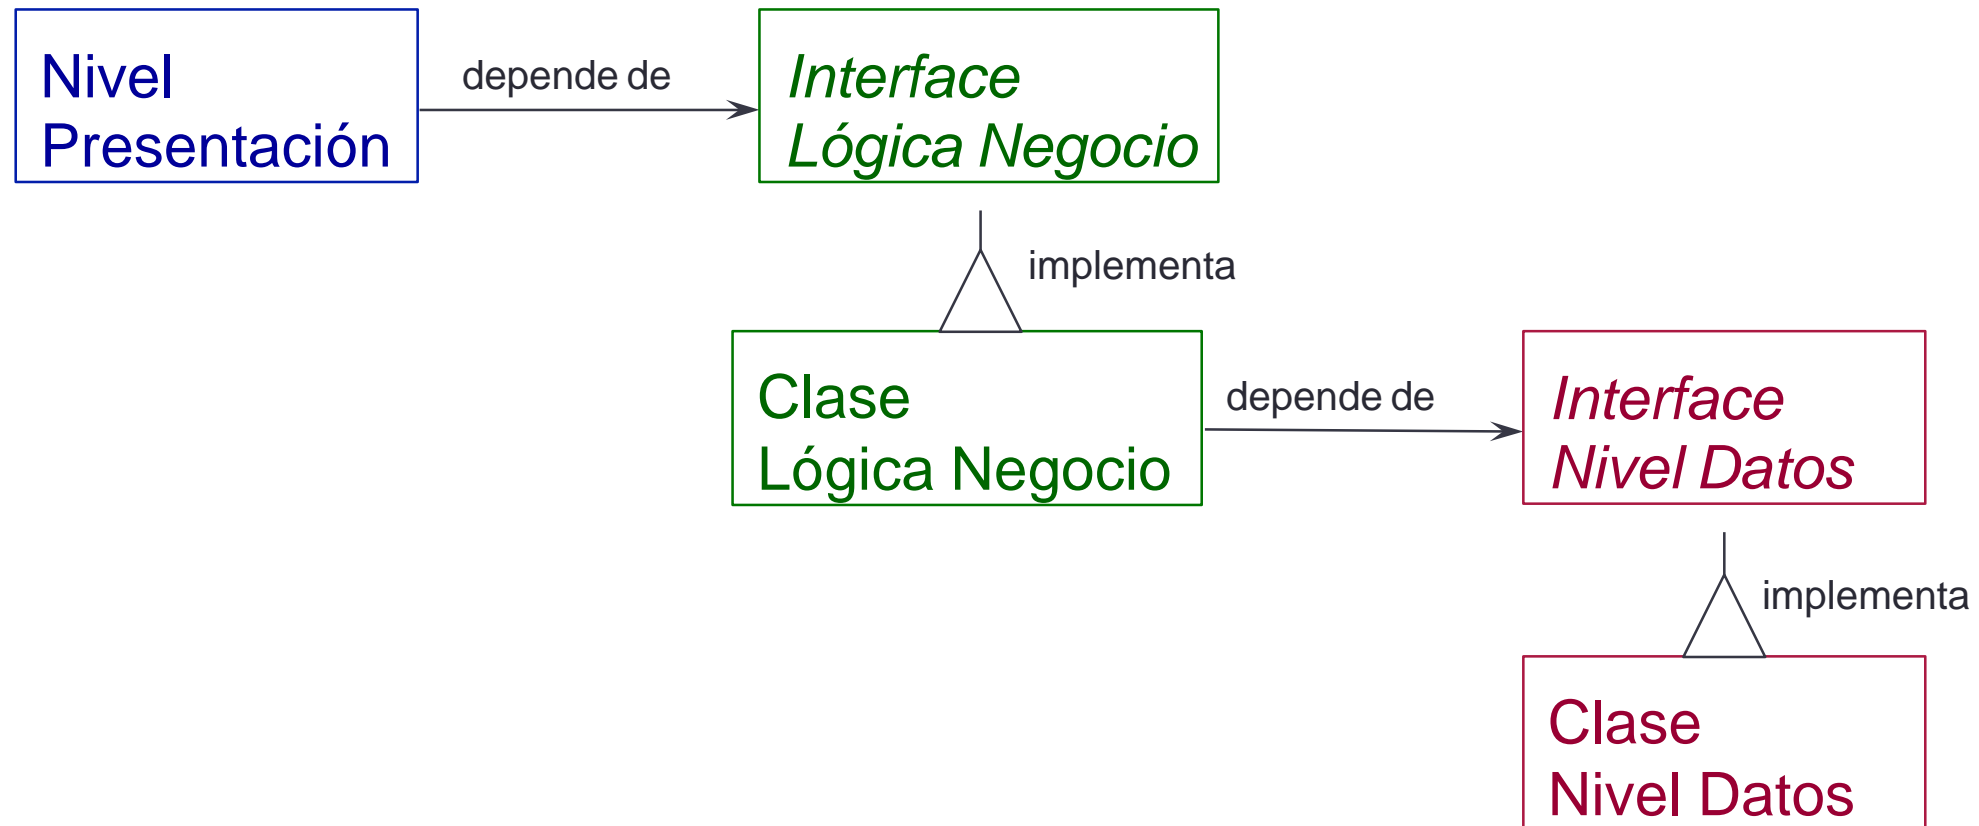 Nivel
Presentación
depende de
Interface
Lógica Negocio
implementa
Clase
Lógica Negocio
depende de
Interface
Nivel Datos
implementa
Clase
Nivel Datos